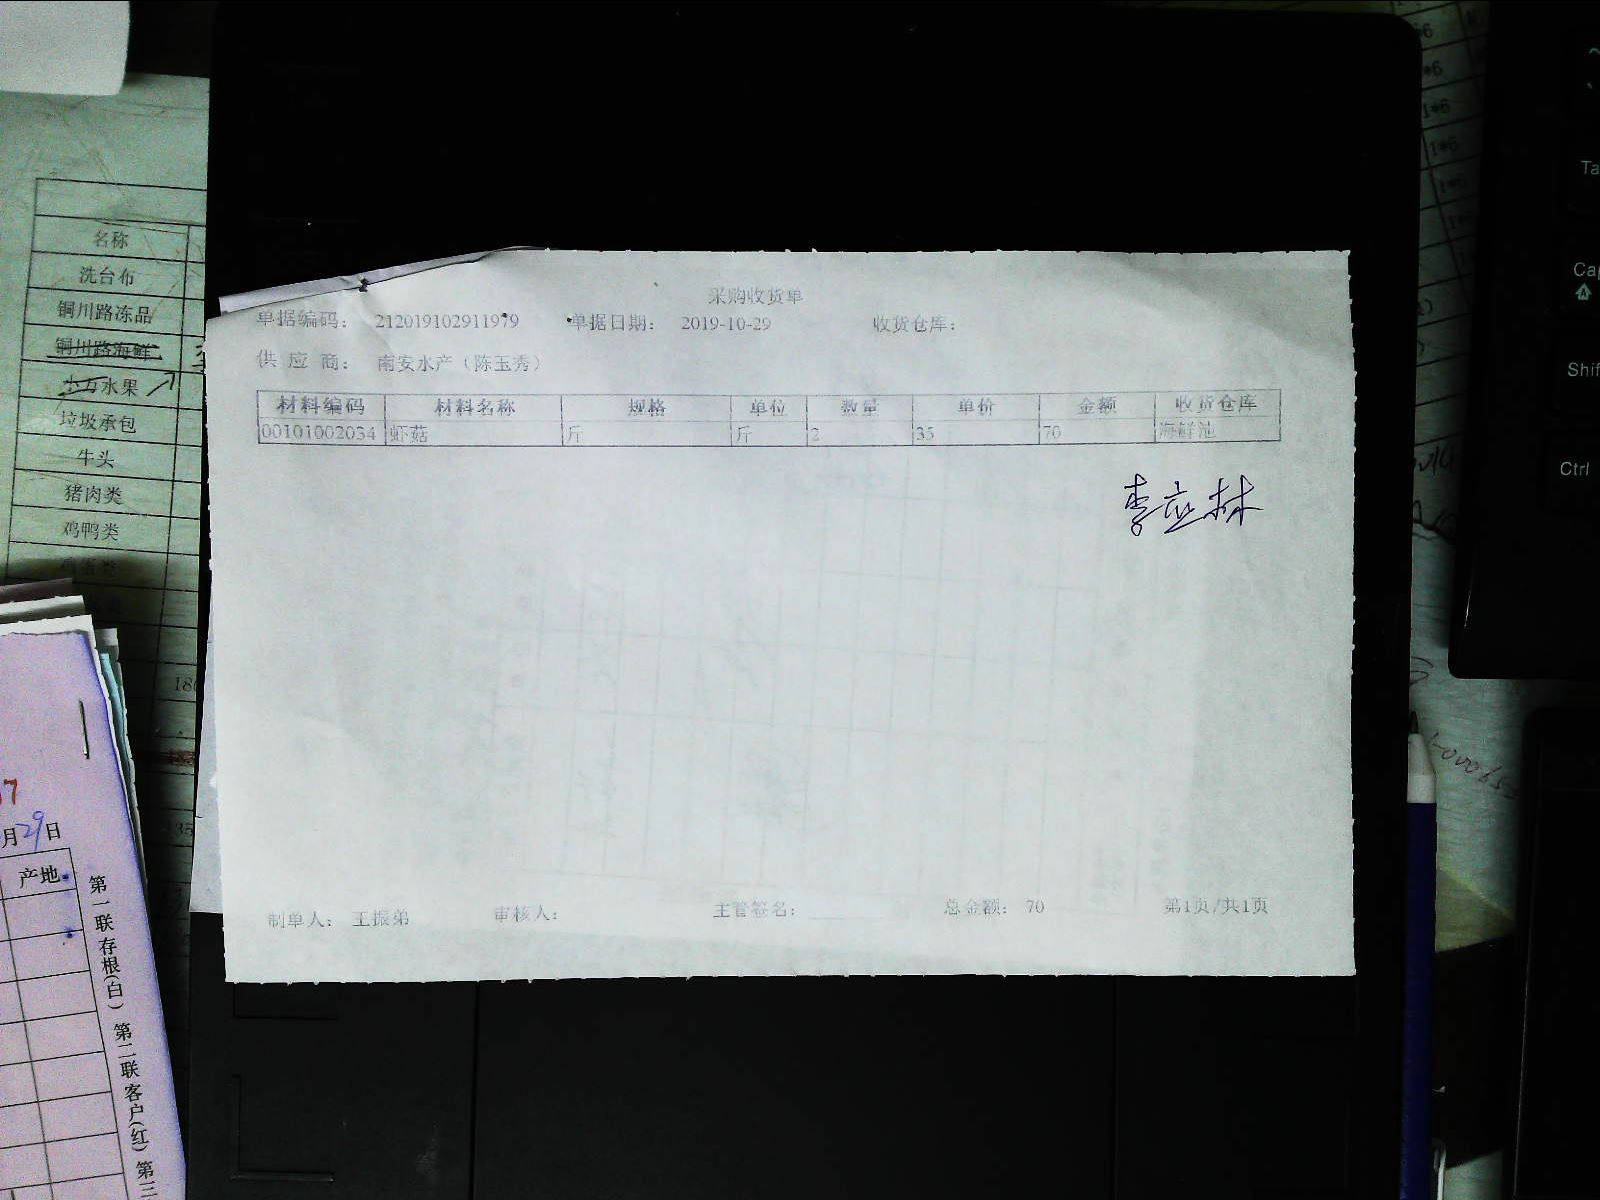 采购收货单
单据编码： 212019102911979 单据日期： 2019-10-29 收货仓库：
供 应 商： 南安水产（陈玉秀）
材料编码 材料名称 规格 单位 数量 单价 金额 收货仓库
00101002034 虾菇 斤 斤 2 35 70 海鲜池
李应林
制单人： 王振弟 审核人： 主管签名： 总金额： 70 第1页/共1页
名称
洗台布
铜川路冻品
铜川路海鲜
水果
垃圾承包
牛头
猪肉类
鸡鸭类
17
月29日
产地
第一联存根(白) 第二联客户(红) 第三
Shif
Ctrl